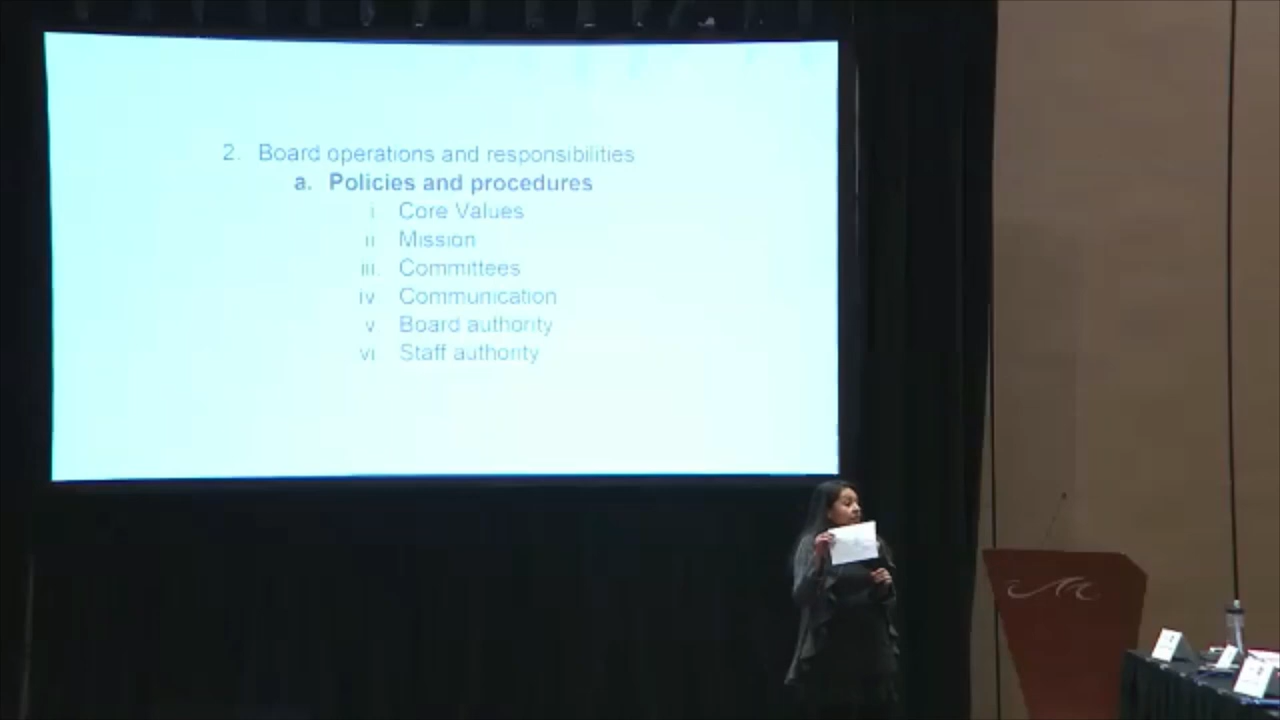 2. Board operations and responsibilities
a. Policies and procedures
i. Core Values
ii Mission
iii. Committees
iv Communication
v Board authority
vi Staff authority